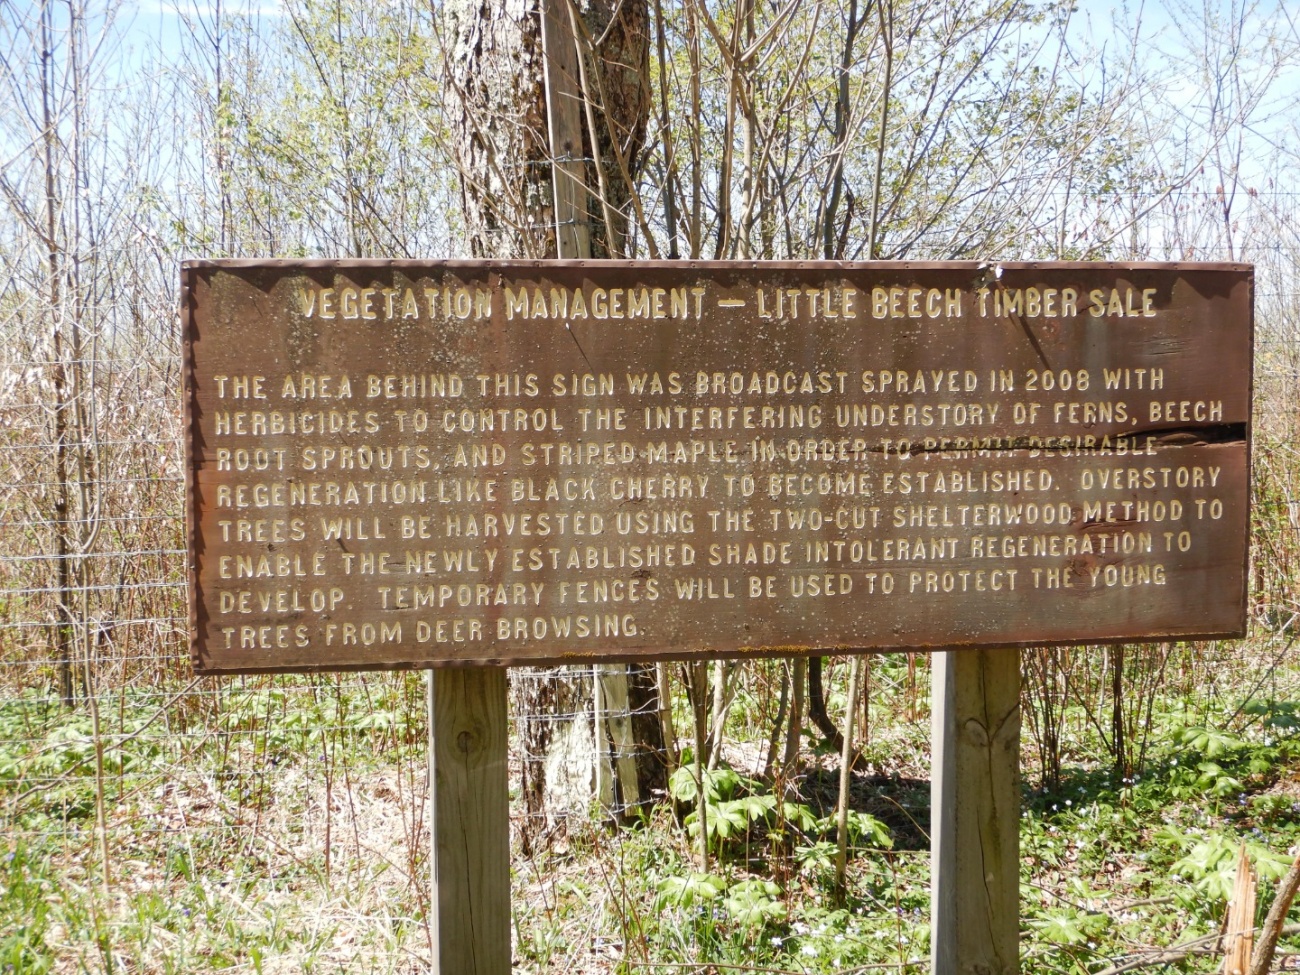 VEGETATION MANAGEMENT — LITTLE BEECH TIMBER SALE
THE AREA BEHIND THIS SIGN WAS BROADCAST SPRAYED IN 2008 WITH
HERBICIDES TO CONTROL THE INTERFERING UNDERSTORY OF FERNS, BEECH
ROOT SPROUTS, AND STRIPED MAPLE IN ORDER TO PERMIT DESIRABLE
REGENERATION LIKE BLACK CHERRY TO BECOME ESTABLISHED. OVERSTORY
TREES WILL BE HARVESTED USING THE TWO-CUT SHELTERWOOD METHOD TO
ENABLE THE NEWLY ESTABLISHED SHADE INTOLERANT REGENERATION TO
DEVELOP. TEMPORARY FENCES WILL BE USED TO PROTECT THE YOUNG
TREES FROM DEER BROWSING.